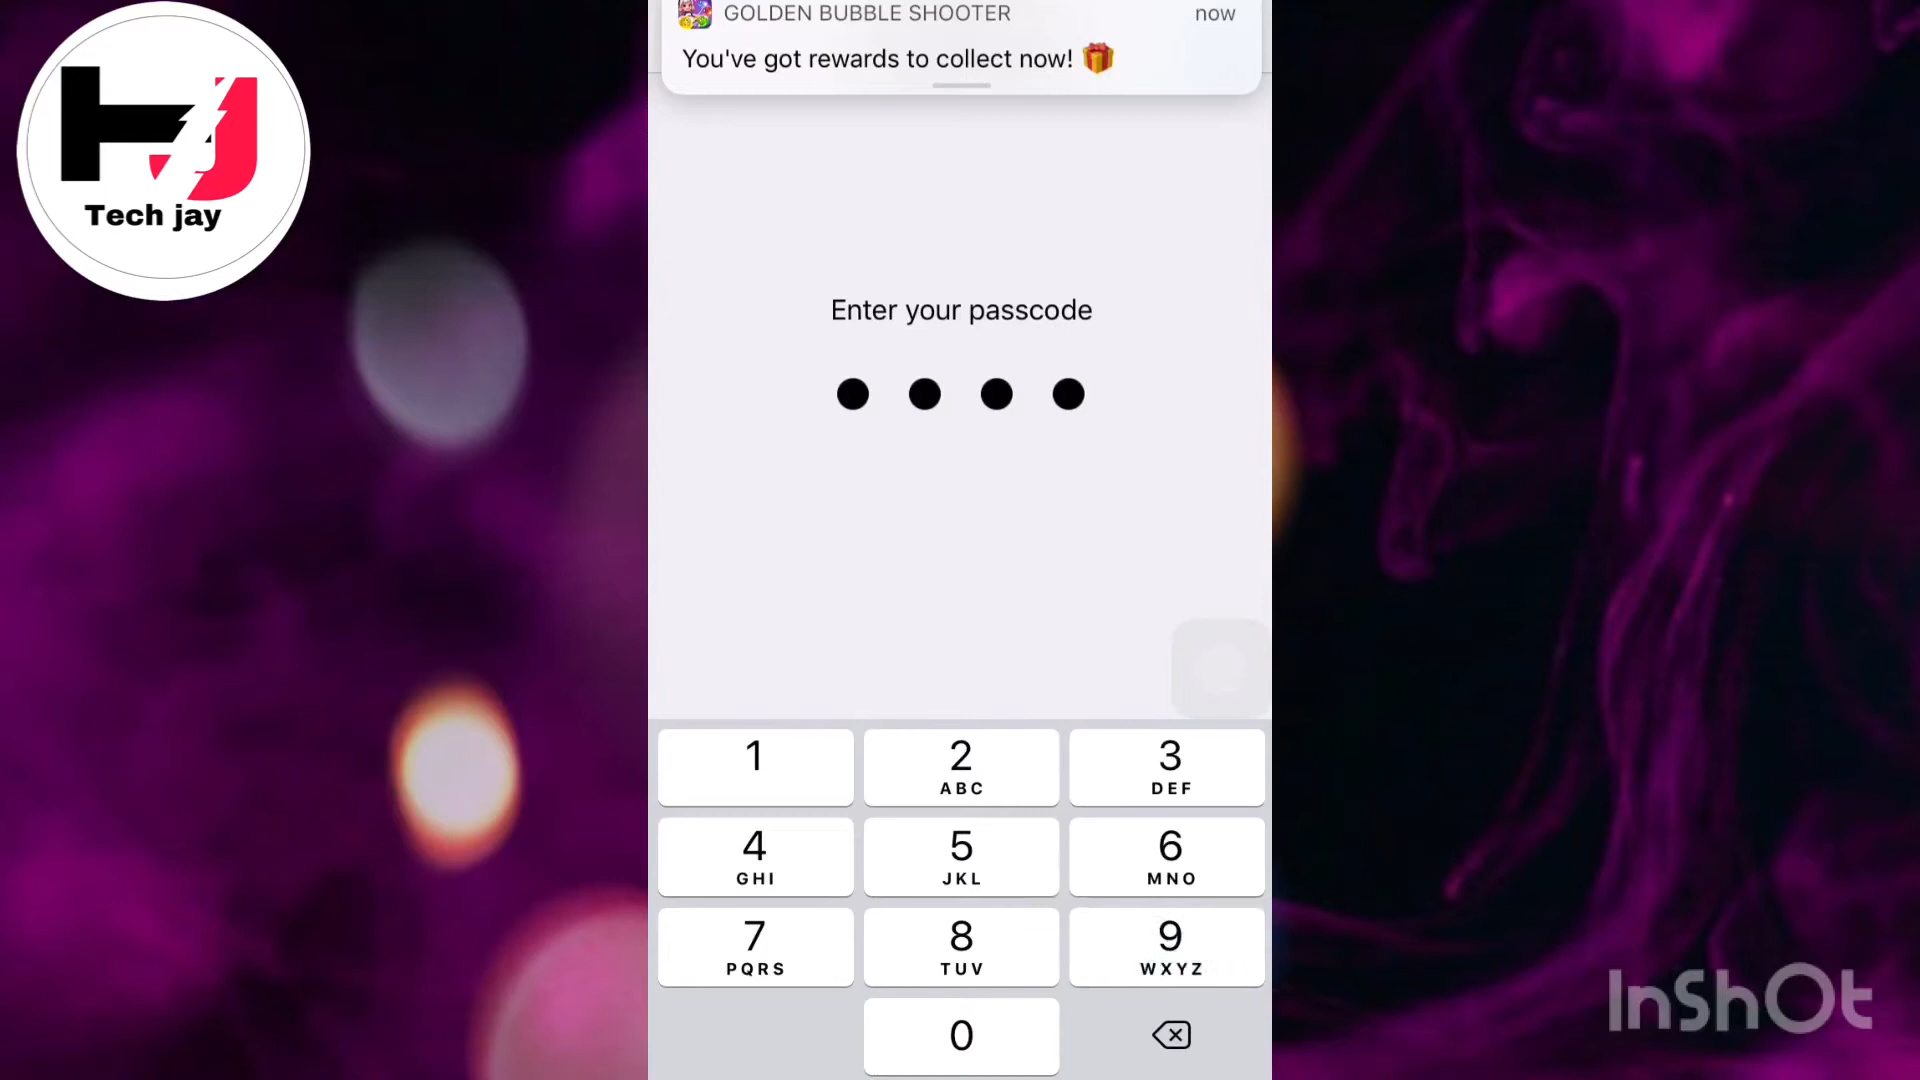 Tech jay
GOLDEN BUBBLE SHOOTER now
You've got rewards to collect now! 🎁
Enter your passcode
1
2
ABC
3
DEF
4
GHI
5
JKL
6
MNO
7
PQRS
8
TUV
9
WXYZ
0
InShOt